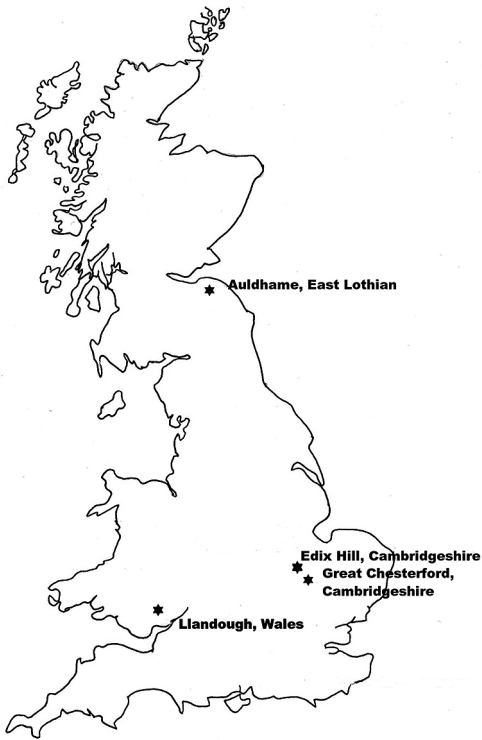 Auldhame, East Lothian
Edix Hill, Cambridgeshire
Great Chesterford,
Cambridgeshire
Llandough, Wales